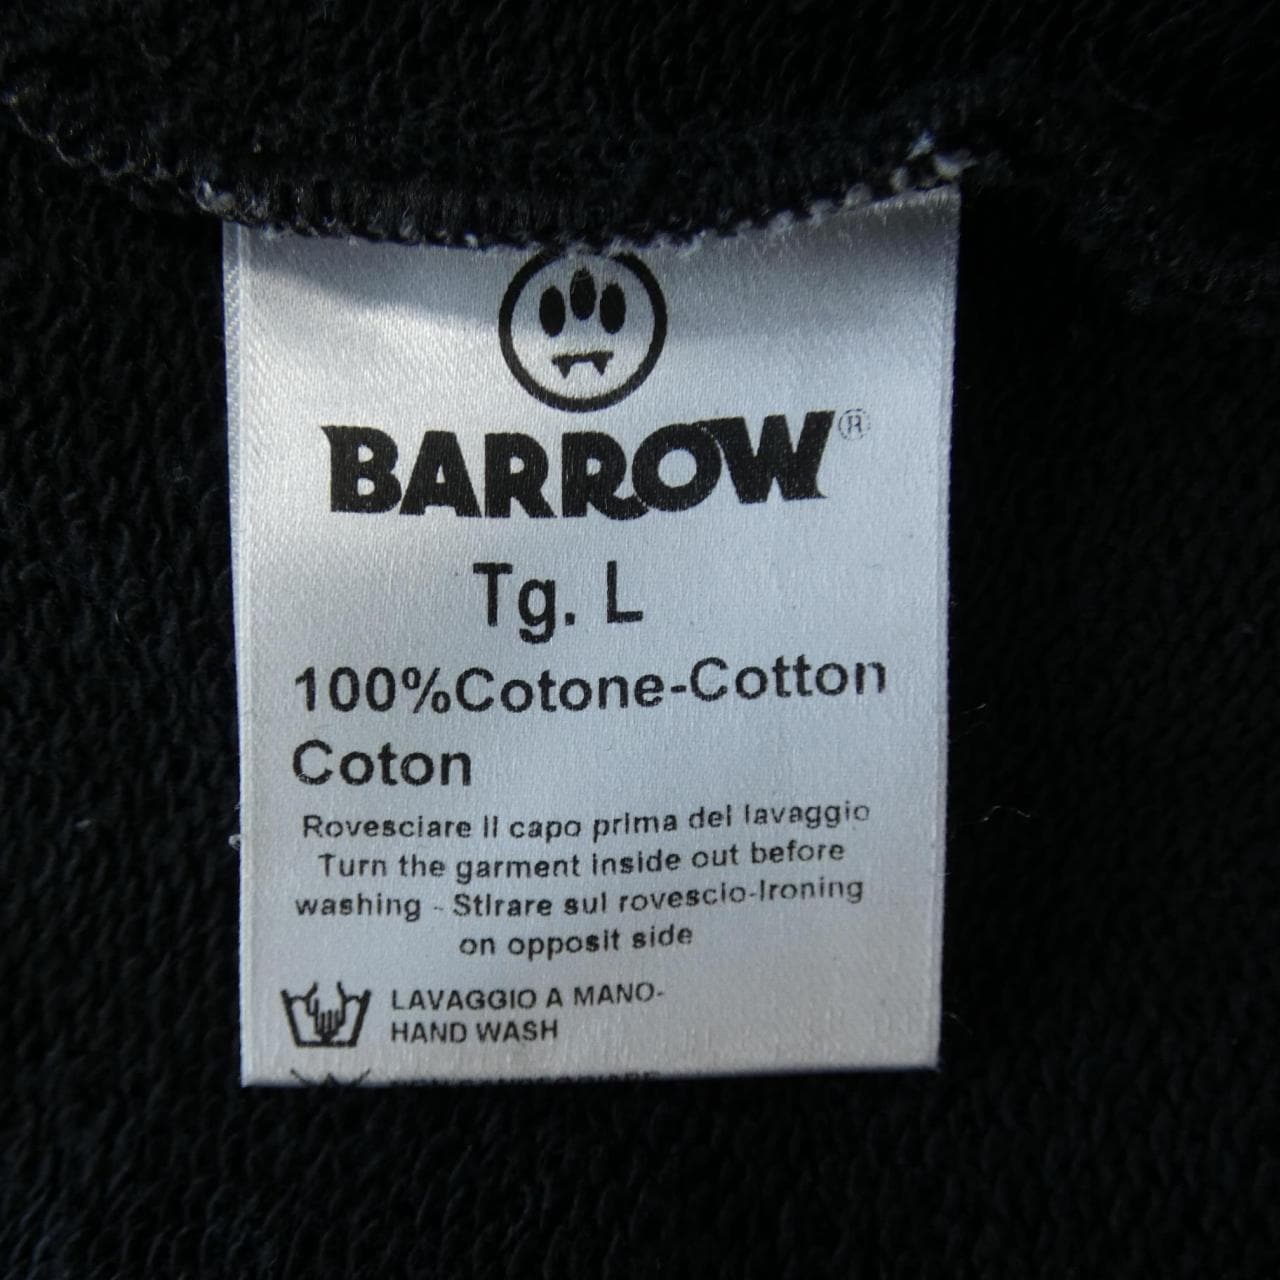 BARROW®
Tg. L
100%Cotone-Cotton
Coton
Rovesciare il capo prima del lavaggio
Turn the garment inside out before
washing - Stirare sul rovescio-Ironing
on opposit side
LAVAGGIO A MANO-
HAND WASH